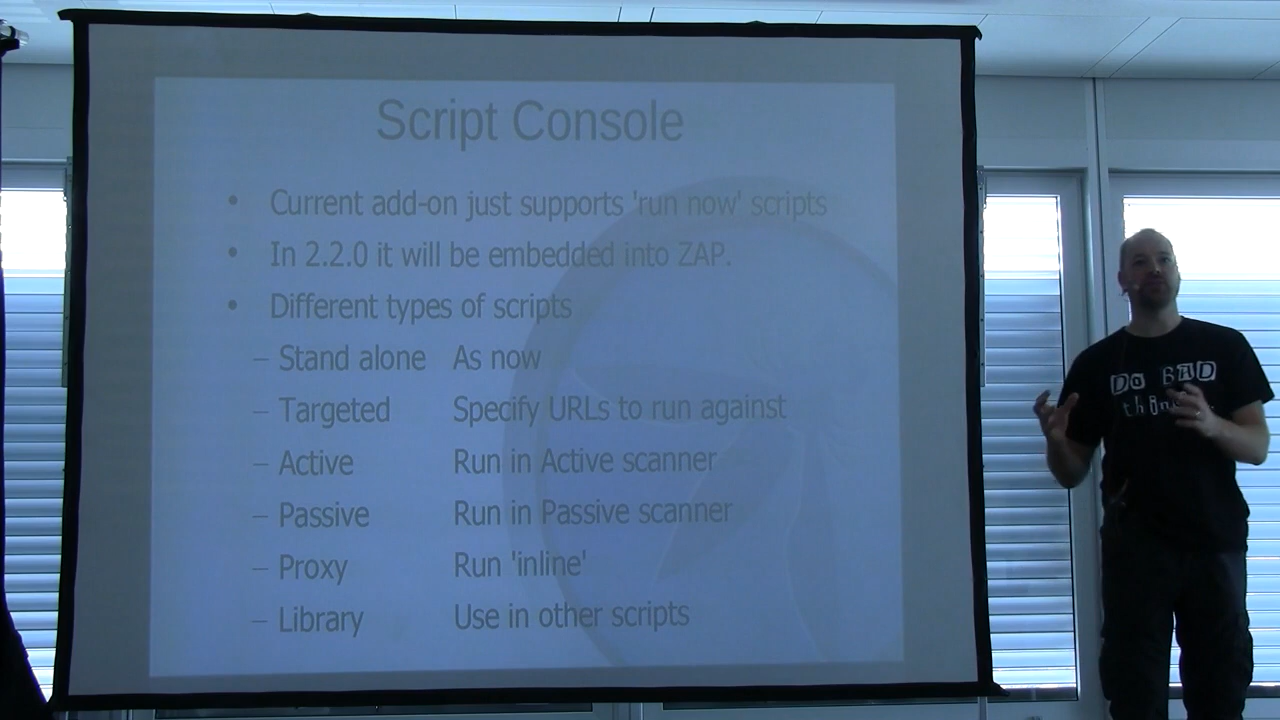 Script Console
• Current add-on just supports 'run now' scripts
• In 2.2.0 it will be embedded into ZAP.
• Different types of scripts
– Stand alone As now
– Targeted Specify URLs to run against
– Active Run in Active scanner
– Passive Run in Passive scanner
– Proxy Run 'inline'
– Library Use in other scripts
Do BAD